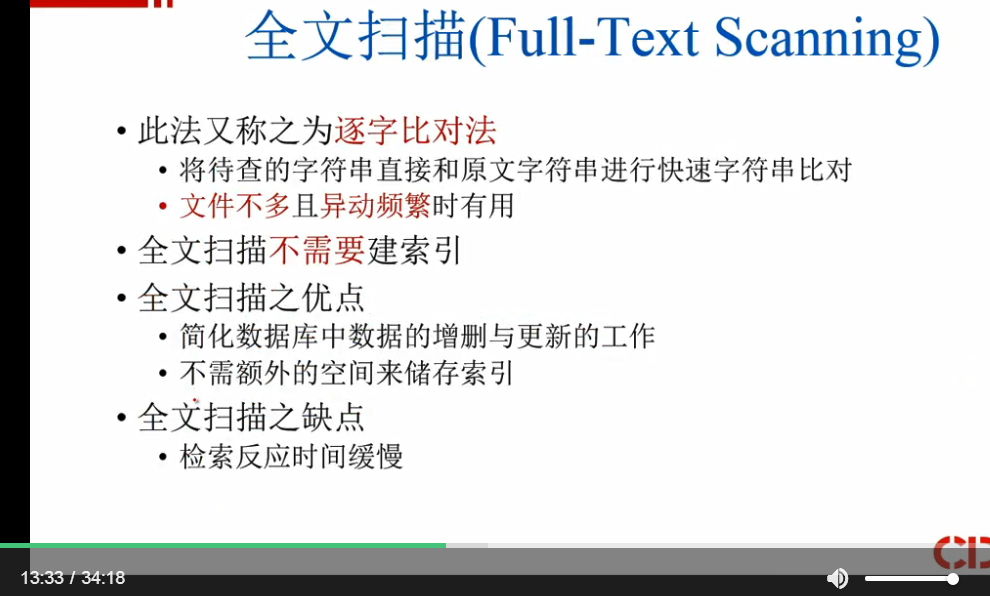 全文扫描(Full-Text Scanning)
• 此法又称之为逐字比对法
• 将待查的字符串直接和原文字符串进行快速字符串比对
• 文件不多且异动频繁时有用
• 全文扫描不需要建索引
• 全文扫描之优点
• 简化数据库中数据的增删与更新的工作
• 不需额外的空间来储存索引
• 全文扫描之缺点
• 检索反应时间缓慢
13:33 / 34:18